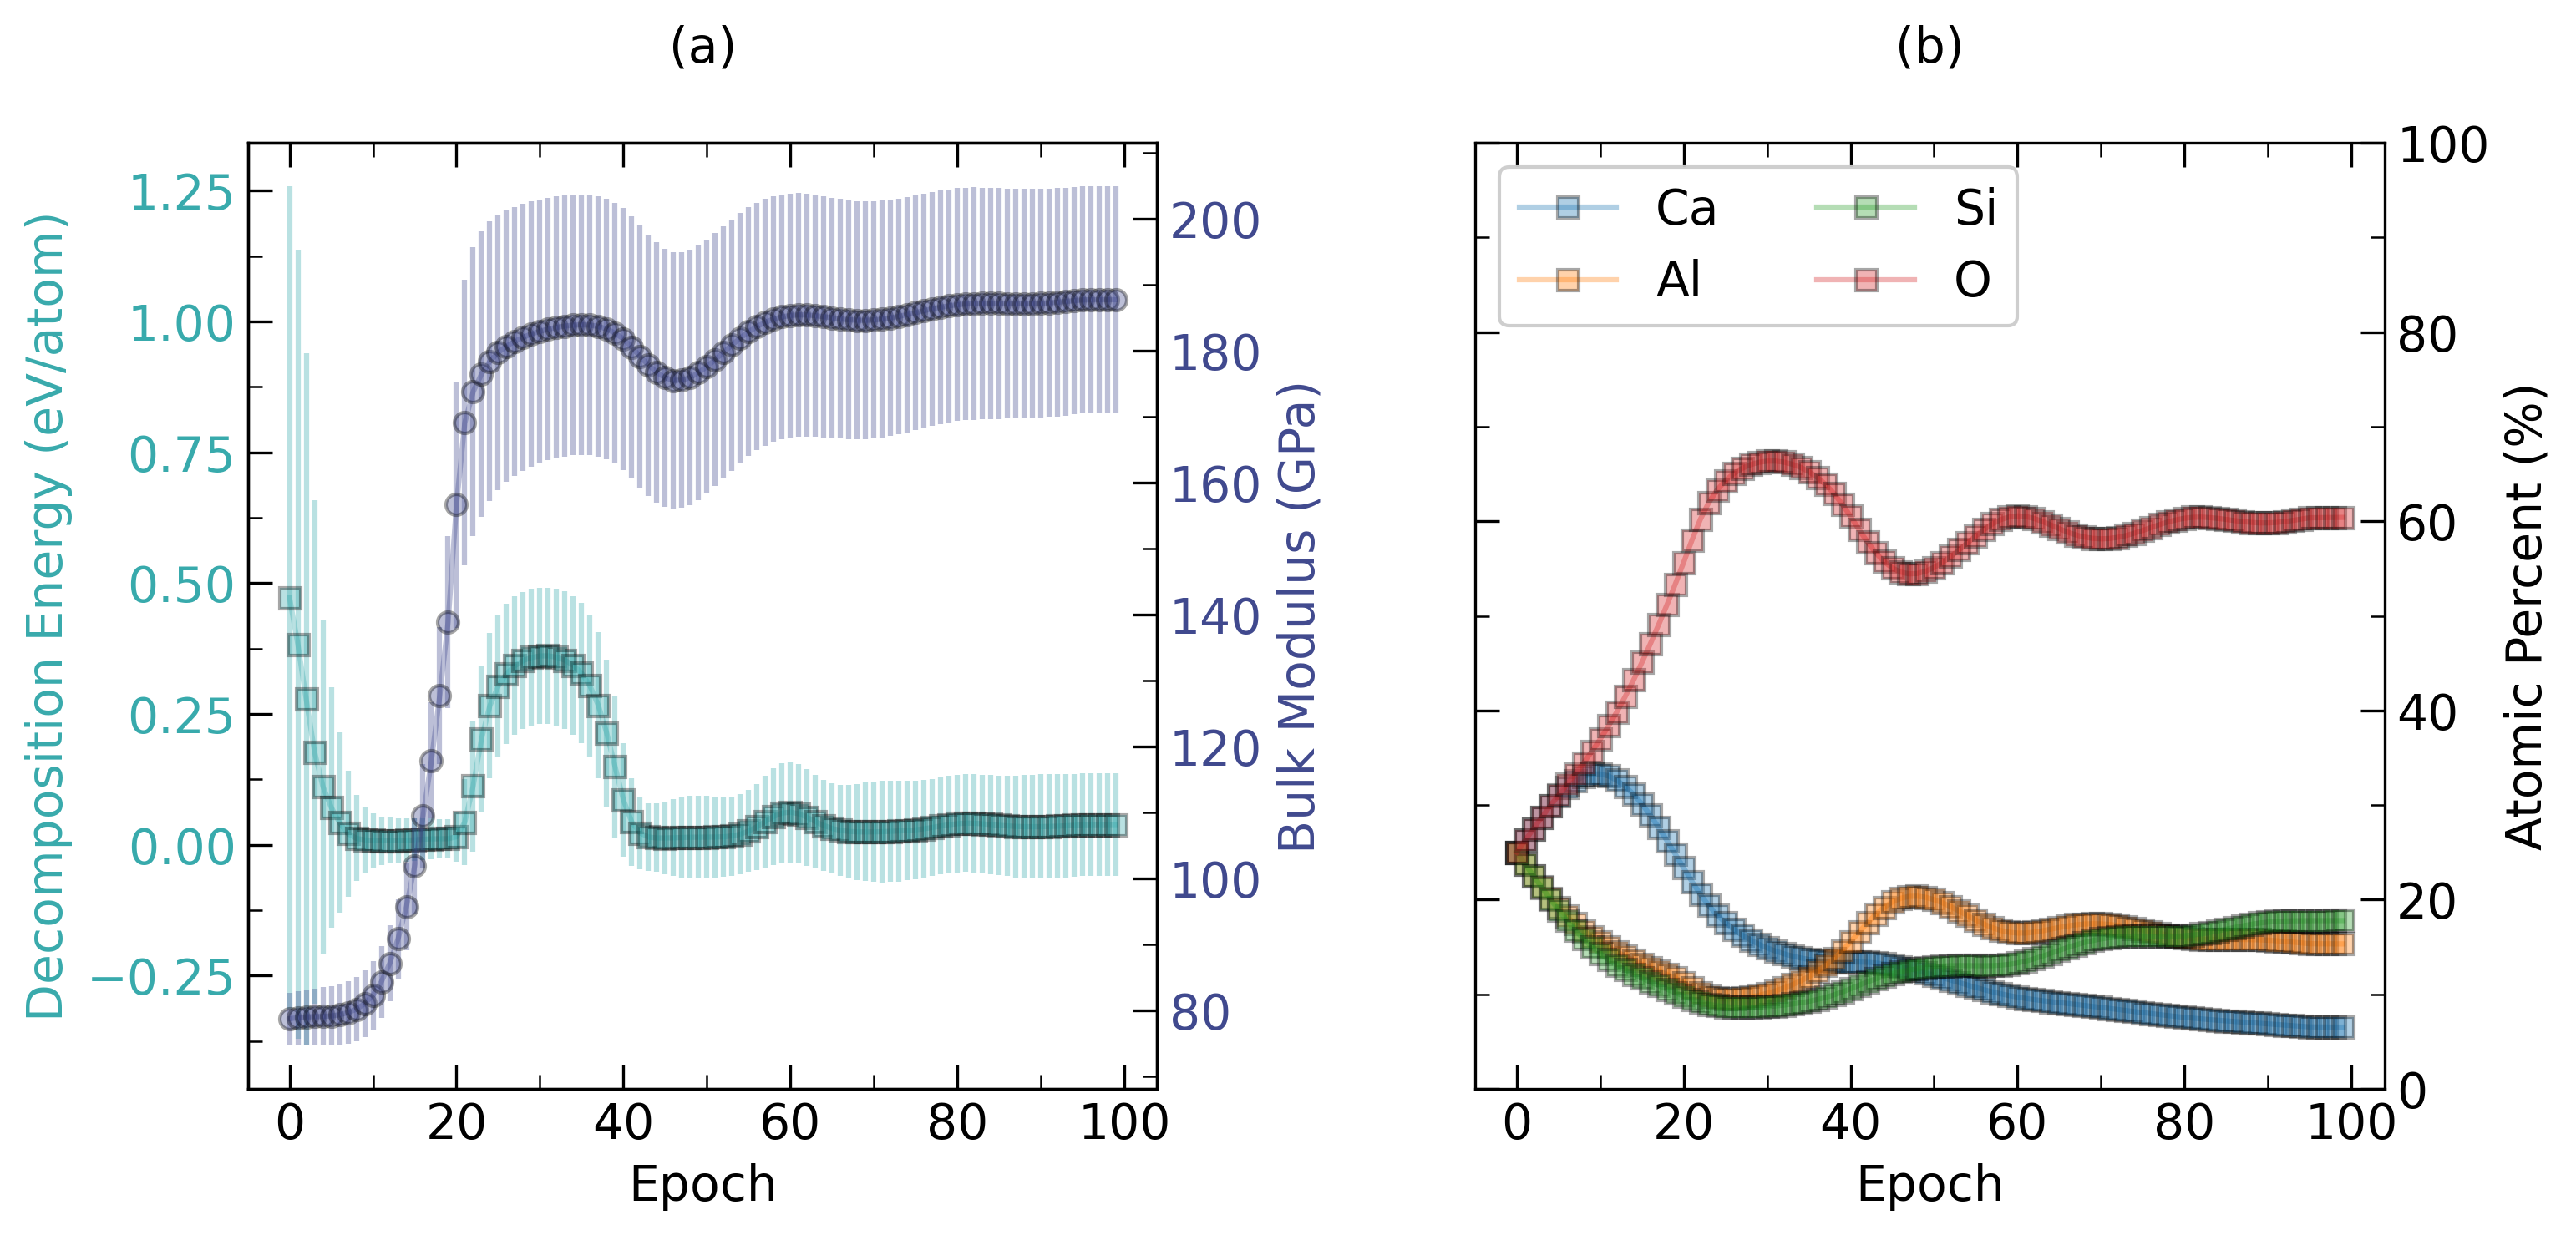 (a)
Decomposition Energy (eV/atom)
1.25
1.00
0.75
0.50
0.25
0.00
−0.25
200
180
160
140
120
100
80
Bulk Modulus (GPa)
0 20 40 60 80 100
Epoch
(b)
Ca Si
Al O
100
80
60
40
20
0
Atomic Percent (%)
0 20 40 60 80 100
Epoch